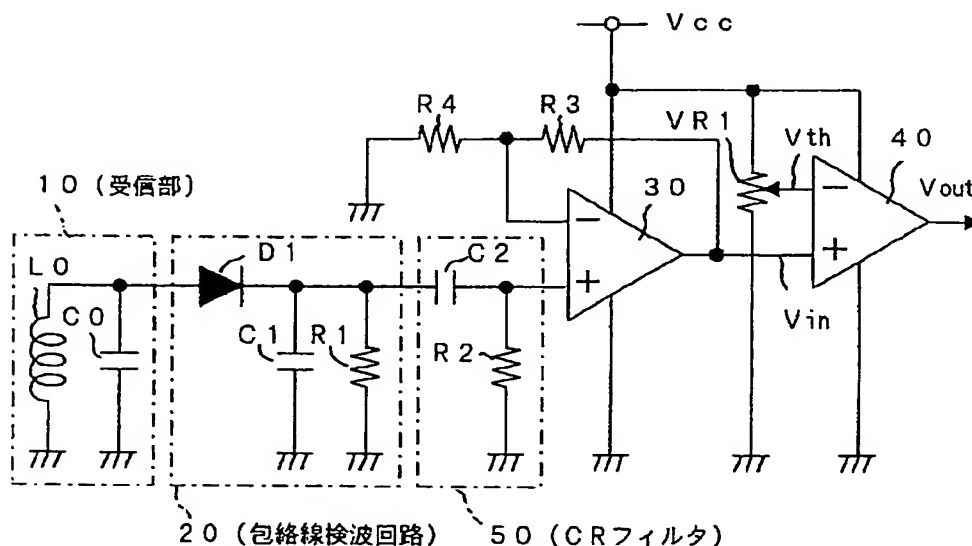 Vcc
R4
R3
VR1
Vth
40
10(受信部)
30
Vout
L0
D1
C2
C0
C1
R1
R2
Vin
20(包絡線検波回路)
50(CRフィルタ)